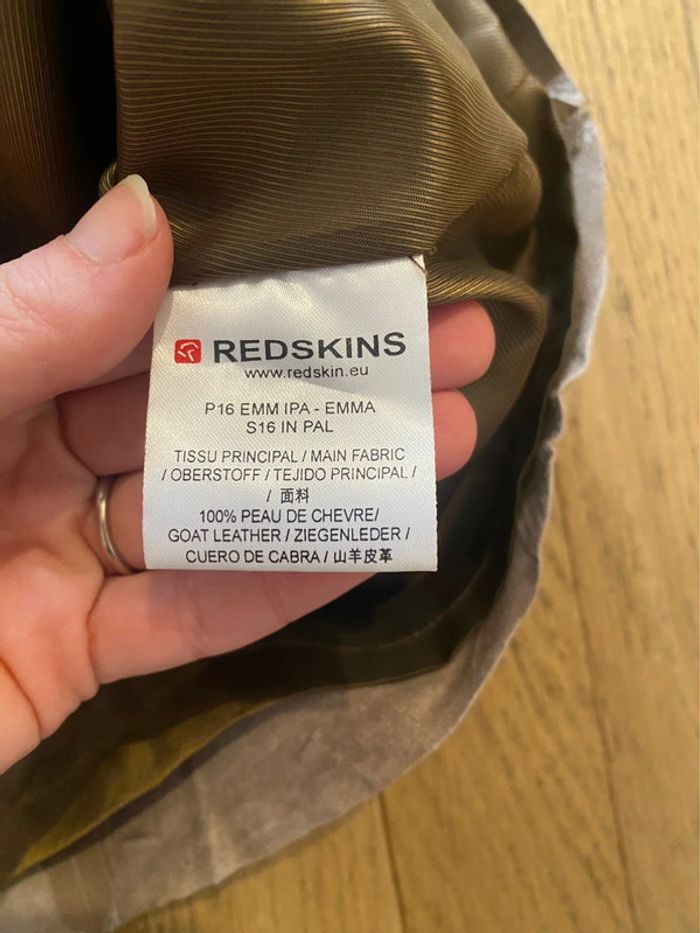 REDSKINS
www.redskin.eu
P16 EMM IPA - EMMA
S16 IN PAL
TISSU PRINCIPAL / MAIN FABRIC
/ OBERSTOFF / TEJIDO PRINCIPAL /
/ 面料
100% PEAU DE CHEVRE/
GOAT LEATHER / ZIEGENLEDER /
CUERO DE CABRA / 山羊皮革